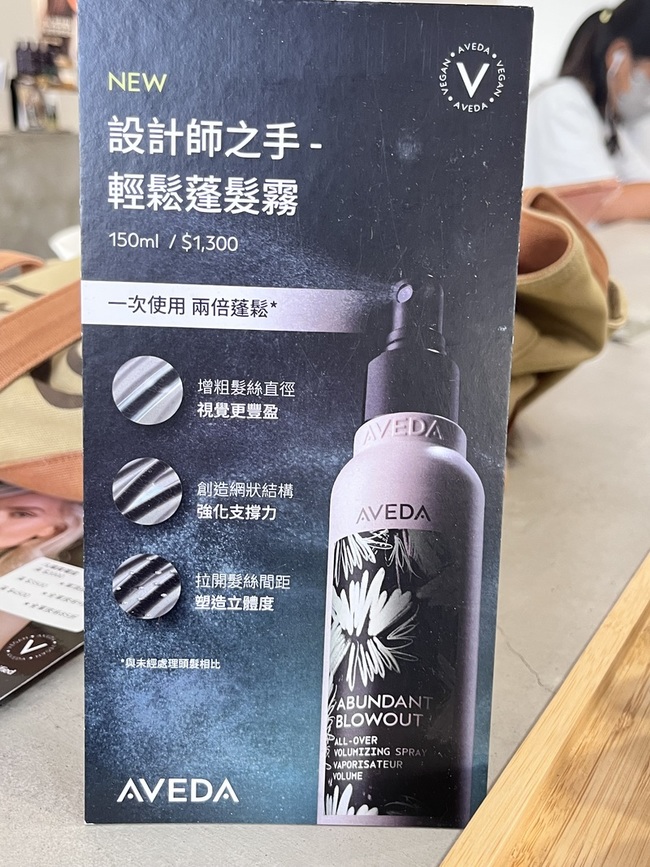 NEW
AVEDA • VEGAN • AVEDA • VEGAN
V
設計師之手 -
輕鬆蓬髮霧
150ml / $1,300
一次使用 兩倍蓬鬆*
增粗髮絲直徑
視覺更豐盈
創造網狀結構
強化支撐力
拉開髮絲間距
塑造立體度
*與未經處理頭髮相比
AVEDA
AVEDA
AVEDA
ABUNDANT
BLOWOUT
ALL-OVER
VOLUMIZING SPRAY
VAPORISATEUR
VOLUME
V